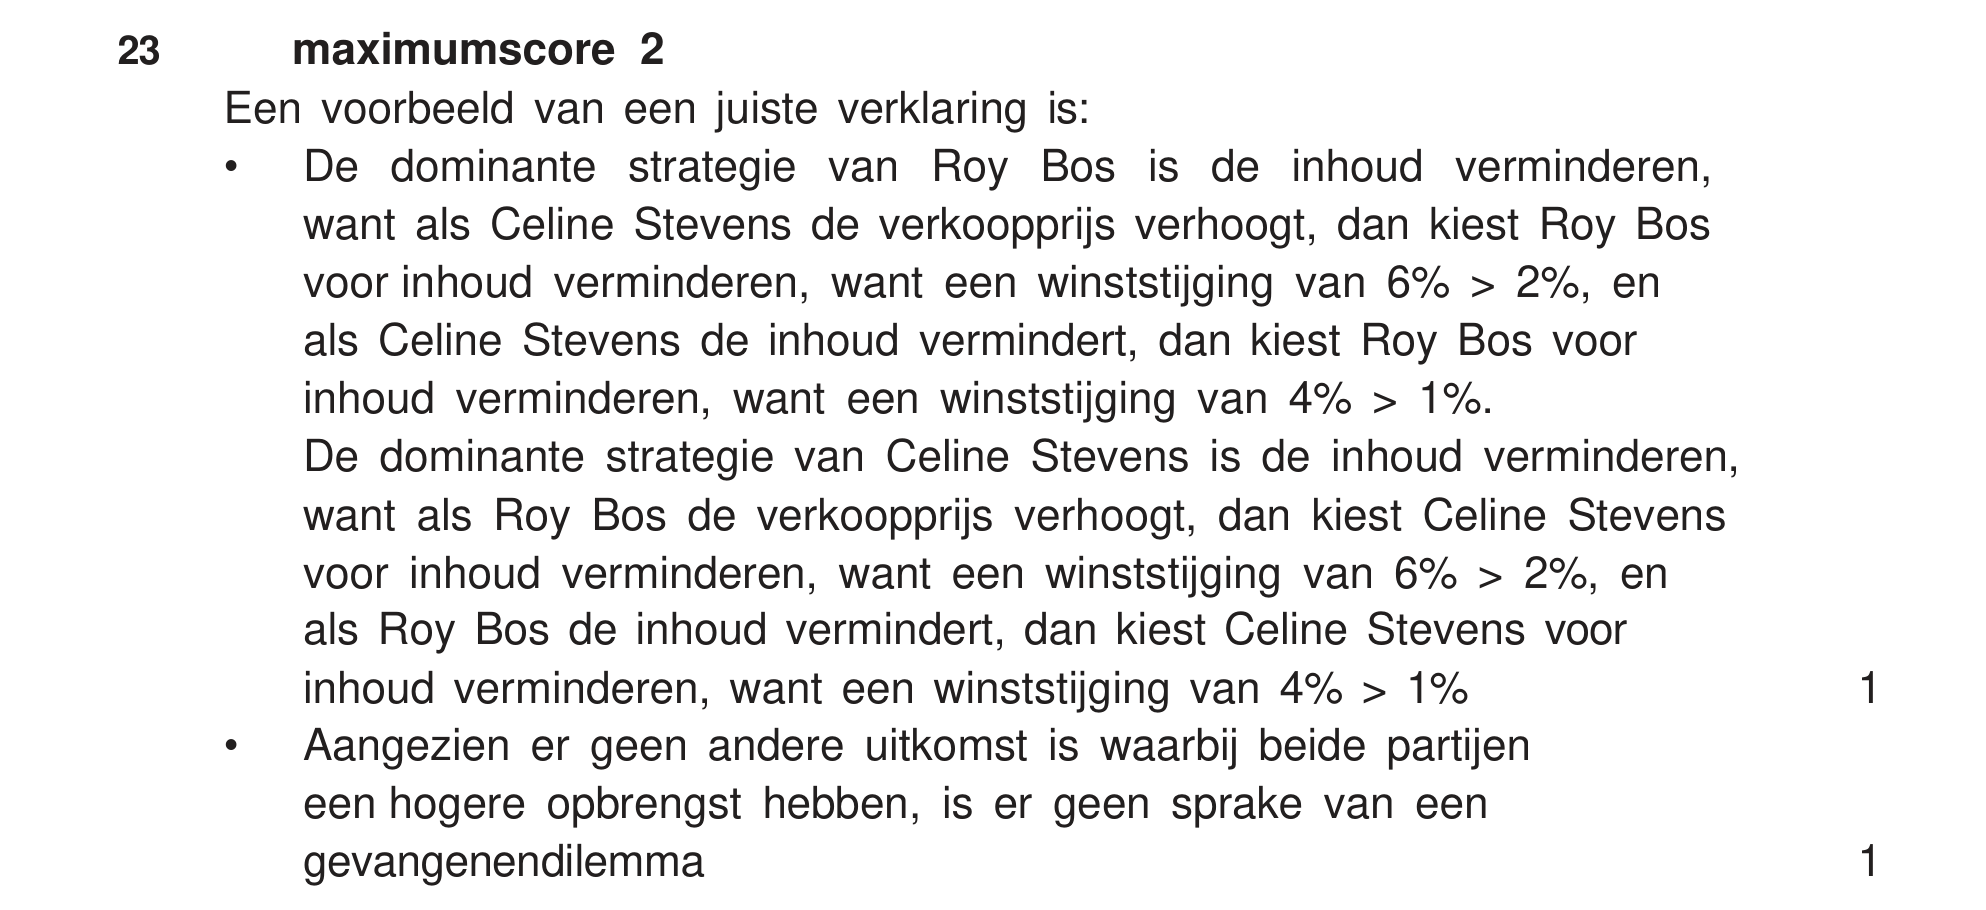 23 maximumscore 2
Een voorbeeld van een juiste verklaring is:
• De dominante strategie van Roy Bos is de inhoud verminderen,
want als Celine Stevens de verkoopprijs verhoogt, dan kiest Roy Bos
voor inhoud verminderen, want een winststijging van 6% > 2%, en
als Celine Stevens de inhoud vermindert, dan kiest Roy Bos voor
inhoud verminderen, want een winststijging van 4% > 1%.
De dominante strategie van Celine Stevens is de inhoud verminderen,
want als Roy Bos de verkoopprijs verhoogt, dan kiest Celine Stevens
voor inhoud verminderen, want een winststijging van 6% > 2%, en
als Roy Bos de inhoud vermindert, dan kiest Celine Stevens voor
inhoud verminderen, want een winststijging van 4% > 1% 1
• Aangezien er geen andere uitkomst is waarbij beide partijen
een hogere opbrengst hebben, is er geen sprake van een
gevangenendilemma 1